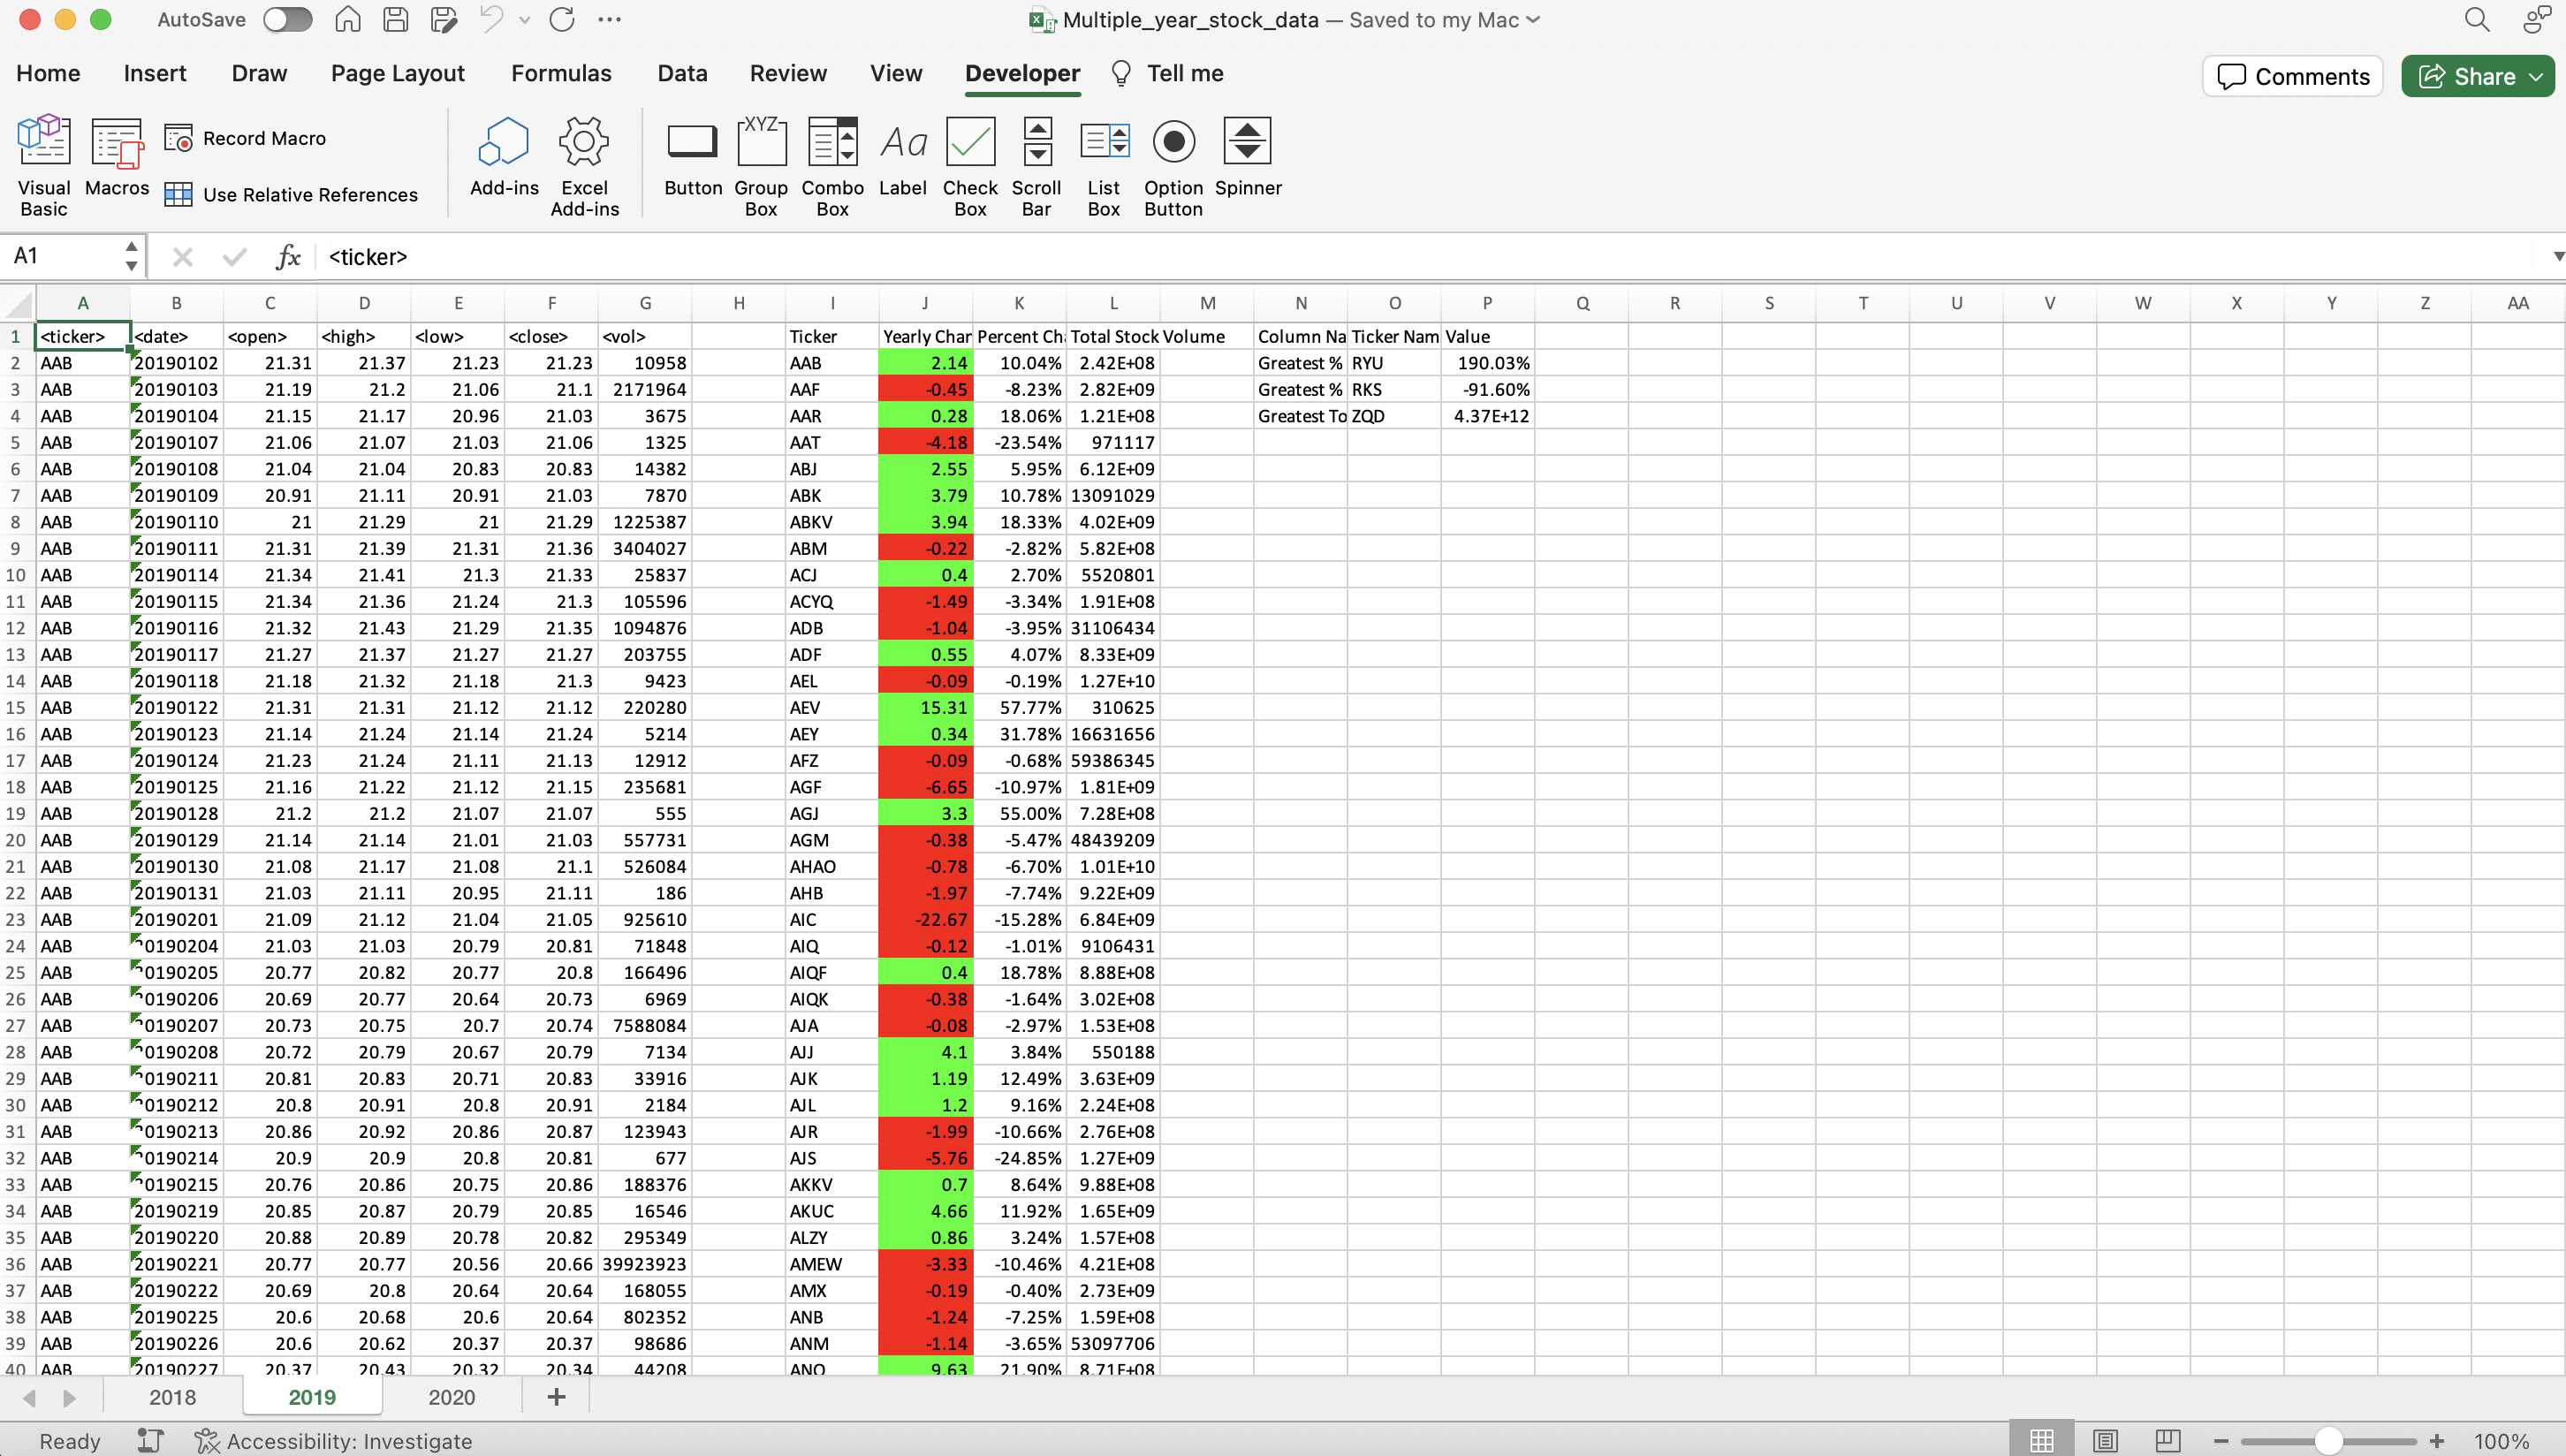 AutoSave Multiple_year_stock_data — Saved to my Mac
Home Insert Draw Page Layout Formulas Data Review View Developer Tell me Comments Share
Visual Basic Macros Record Macro Use Relative References Add-ins Excel Add-ins Button XYZ Group Box Combo Box Aa Label Check Box Scroll Bar List Box Option Button Spinner
A1 fx <ticker>
A B C D E F G H I J K L M N O P Q R S T U V W X Y Z AA
1 <ticker> <date> <open> <high> <low> <close> <vol> Ticker Yearly Char Percent Ch Total Stock Volume Column Na Ticker Nam Value
2 AAB 20190102 21.31 21.37 21.23 21.23 10958 AAB 2.14 10.04% 2.42E+08 Greatest % RYU 190.03%
3 AAB 20190103 21.19 21.2 21.06 21.1 2171964 AAF -0.45 -8.23% 2.82E+09 Greatest % RKS -91.60%
4 AAB 20190104 21.15 21.17 20.96 21.03 3675 AAR 0.28 18.06% 1.21E+08 Greatest To ZQD 4.37E+12
5 AAB 20190107 21.06 21.07 21.03 21.06 1325 AAT -4.18 -23.54% 971117
6 AAB 20190108 21.04 21.04 20.83 20.83 14382 ABJ 2.55 5.95% 6.12E+09
7 AAB 20190109 20.91 21.11 20.91 21.03 7870 ABK 3.79 10.78% 13091029
8 AAB 20190110 21 21.29 21 21.29 1225387 ABKV 3.94 18.33% 4.02E+09
9 AAB 20190111 21.31 21.39 21.31 21.36 3404027 ABM -0.22 -2.82% 5.82E+08
10 AAB 20190114 21.34 21.41 21.3 21.33 25837 ACJ 0.4 2.70% 5520801
11 AAB 20190115 21.34 21.36 21.24 21.3 105596 ACYQ -1.49 -3.34% 1.91E+08
12 AAB 20190116 21.32 21.43 21.29 21.35 1094876 ADB -1.04 -3.95% 31106434
13 AAB 20190117 21.27 21.37 21.27 21.27 203755 ADF 0.55 4.07% 8.33E+09
14 AAB 20190118 21.18 21.32 21.18 21.3 9423 AEL -0.09 -0.19% 1.27E+10
15 AAB 20190122 21.31 21.31 21.12 21.12 220280 AEV 15.31 57.77% 310625
16 AAB 20190123 21.14 21.24 21.14 21.24 5214 AEY 0.34 31.78% 16631656
17 AAB 20190124 21.23 21.24 21.11 21.13 12912 AFZ -0.09 -0.68% 59386345
18 AAB 20190125 21.16 21.22 21.12 21.15 235681 AGF -6.65 -10.97% 1.81E+09
19 AAB 20190128 21.2 21.2 21.07 21.07 555 AGJ 3.3 55.00% 7.28E+08
20 AAB 20190129 21.14 21.14 21.01 21.03 557731 AGM -0.38 -5.47% 48439209
21 AAB 20190130 21.08 21.17 21.08 21.1 526084 AHAO -0.78 -6.70% 1.01E+10
22 AAB 20190131 21.03 21.11 20.95 21.11 186 AHB -1.97 -7.74% 9.22E+09
23 AAB 20190201 21.09 21.12 21.04 21.05 925610 AIC -22.67 -15.28% 6.84E+09
24 AAB 20190204 21.03 21.03 20.79 20.81 71848 AIQ -0.12 -1.01% 9106431
25 AAB 20190205 20.77 20.82 20.77 20.8 166496 AIQF 0.4 18.78% 8.88E+08
26 AAB 20190206 20.69 20.77 20.64 20.73 6969 AIQK -0.38 -1.64% 3.02E+08
27 AAB 20190207 20.73 20.75 20.7 20.74 7588084 AJA -0.08 -2.97% 1.53E+08
28 AAB 20190208 20.72 20.79 20.67 20.79 7134 AJJ 4.1 3.84% 550188
29 AAB 20190211 20.81 20.83 20.71 20.83 33916 AJK 1.19 12.49% 3.63E+09
30 AAB 20190212 20.8 20.91 20.8 20.91 2184 AJL 1.2 9.16% 2.24E+08
31 AAB 20190213 20.86 20.92 20.86 20.87 123943 AJR -1.99 -10.66% 2.76E+08
32 AAB 20190214 20.9 20.9 20.8 20.81 677 AJS -5.76 -24.85% 1.27E+09
33 AAB 20190215 20.76 20.86 20.75 20.86 188376 AKKV 0.7 8.64% 9.88E+08
34 AAB 20190219 20.85 20.87 20.79 20.85 16546 AKUC 4.66 11.92% 1.65E+09
35 AAB 20190220 20.88 20.89 20.78 20.82 295349 ALZY 0.86 3.24% 1.57E+08
36 AAB 20190221 20.77 20.77 20.56 20.66 39923923 AMEW -3.33 -10.46% 4.21E+08
37 AAB 20190222 20.69 20.8 20.64 20.64 168055 AMX -0.19 -0.40% 2.73E+09
38 AAB 20190225 20.6 20.68 20.6 20.64 802352 ANB -1.24 -7.25% 1.59E+08
39 AAB 20190226 20.6 20.62 20.37 20.37 98686 ANM -1.14 -3.65% 53097706
40 AAB 20190227 20.37 20.43 20.32 20.34 44208 ANO 9.63 21.90% 8.71E+08
2018 2019 2020
Ready Accessibility: Investigate 100%